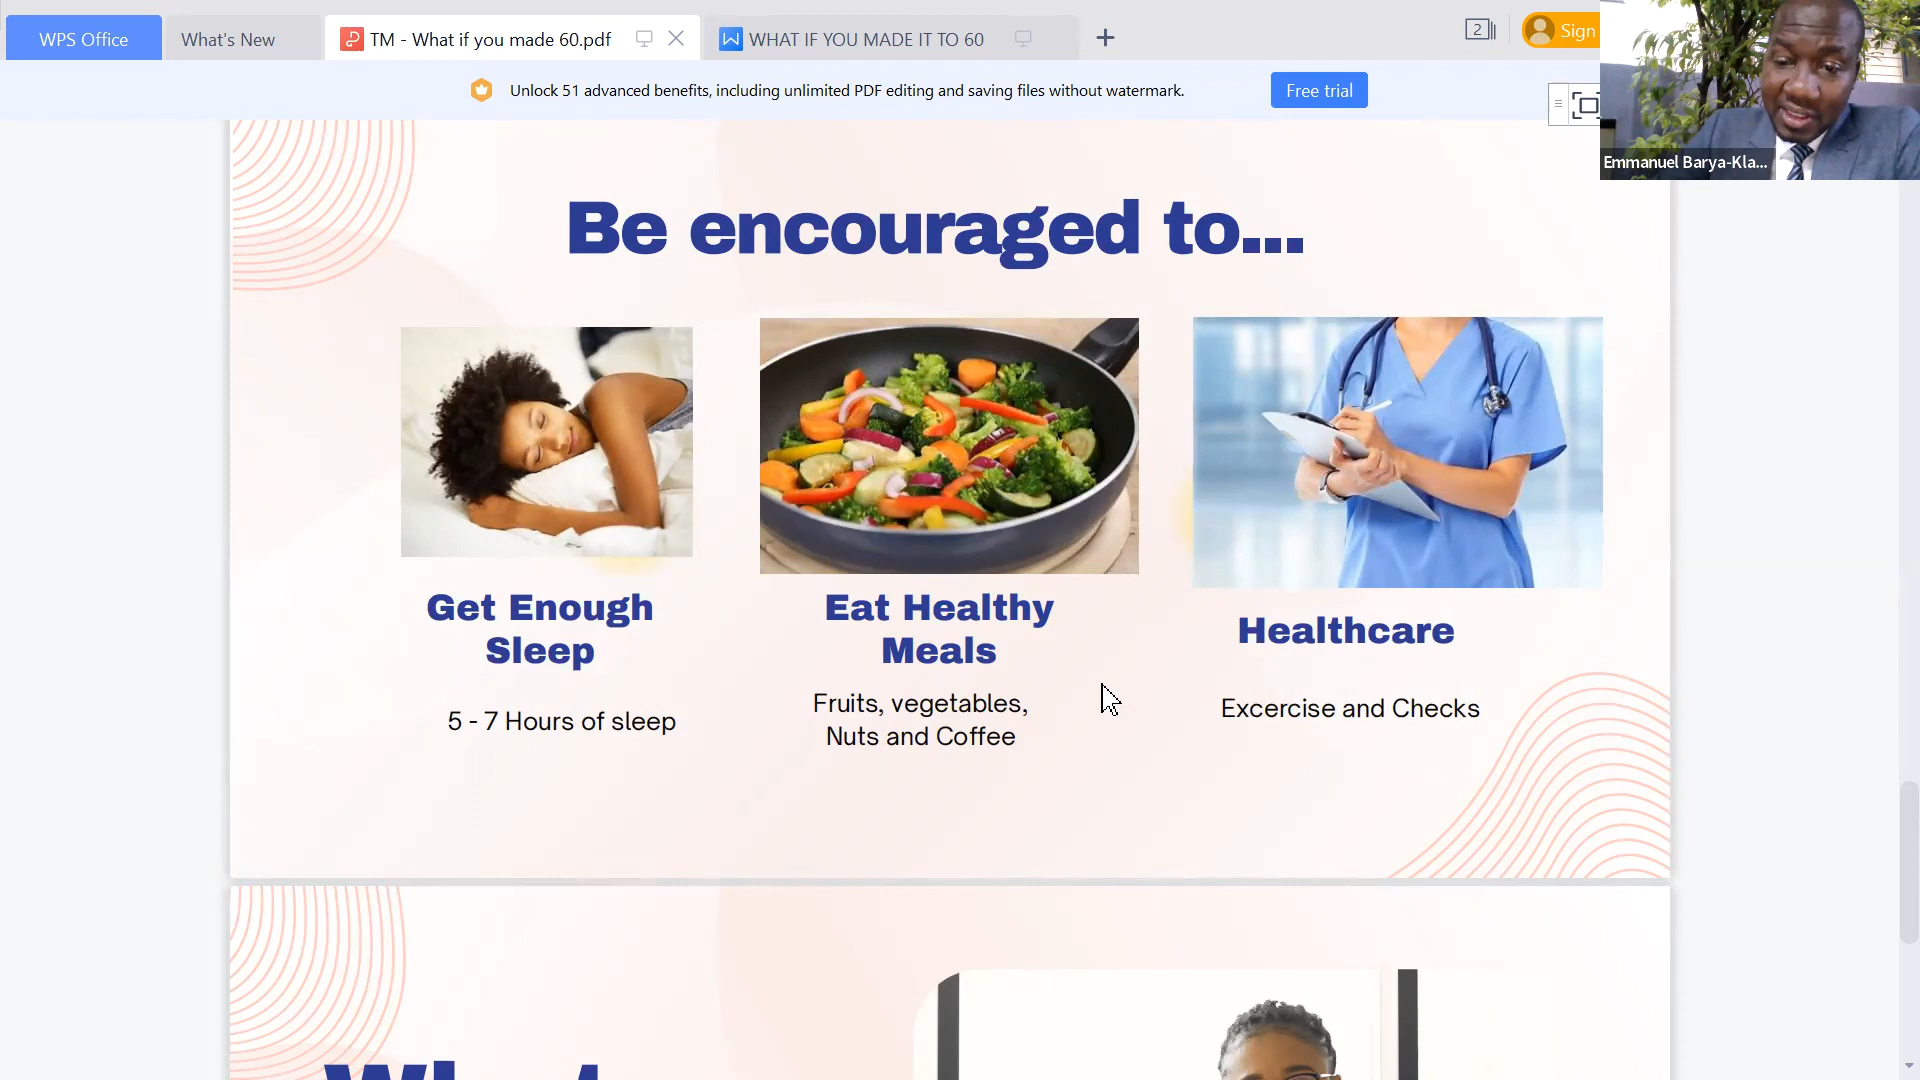 WPS Office
What's New
TM - What if you made 60.pdf
WHAT IF YOU MADE IT TO 60
2
Sign
Unlock 51 advanced benefits, including unlimited PDF editing and saving files without watermark.
Free trial
Emmanuel Barya-Kla...
Be encouraged to...
Get Enough
Sleep
5 - 7 Hours of sleep
Eat Healthy
Meals
Fruits, vegetables,
Nuts and Coffee
Healthcare
Excercise and Checks